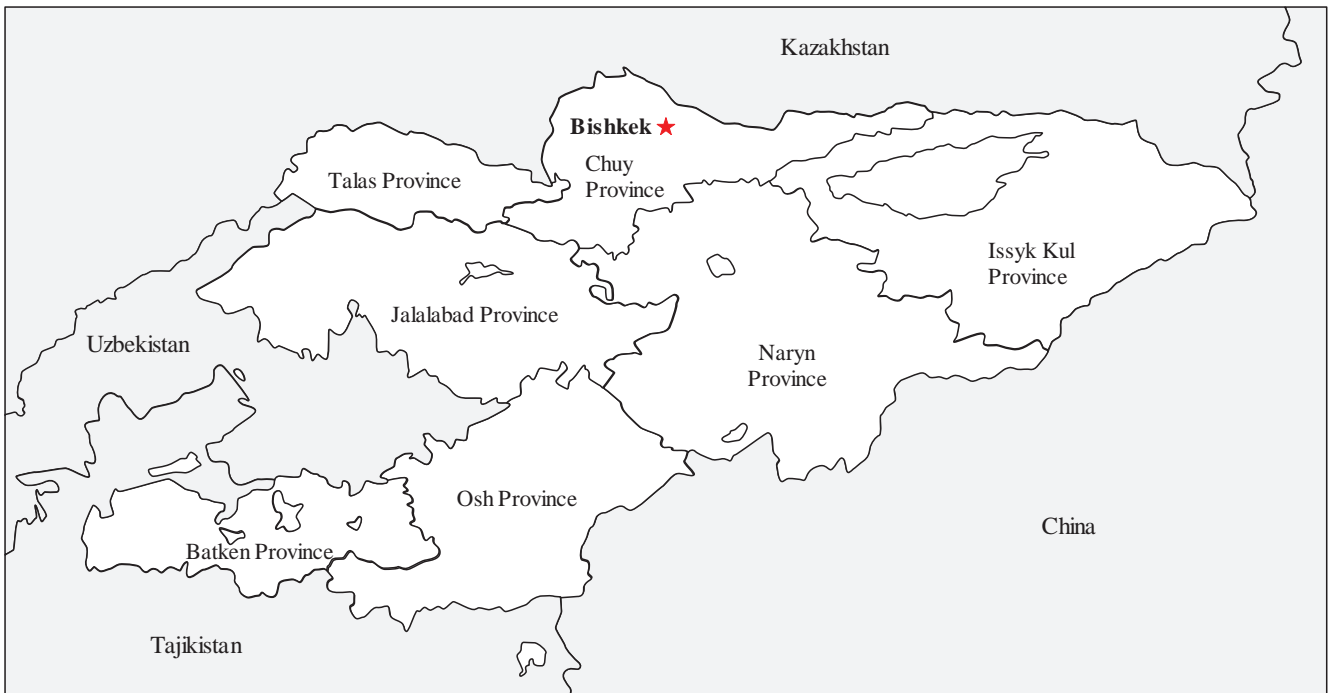 Kazakhstan
Bishkek
Chuy
Province
Talas Province
Issyk Kul
Province
Jalalabad Province
Uzbekistan
Naryn
Province
Osh Province
China
Batken Province
Tajikistan